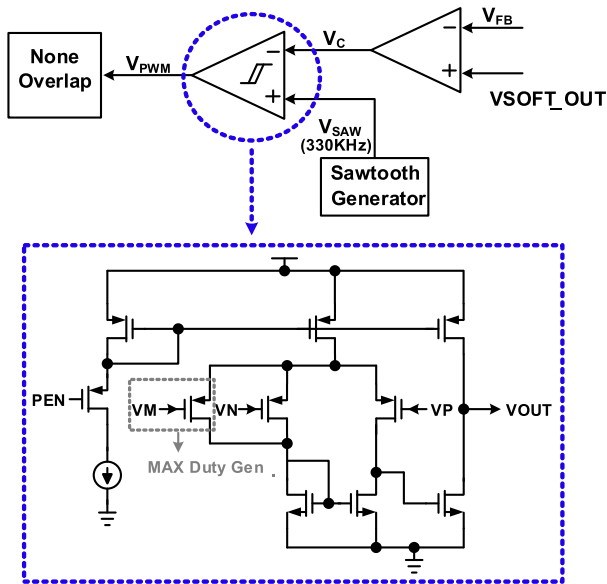 None
Overlap
VPWM
VC
VFB
VSOFT_OUT
VSAW
(330KHz)
Sawtooth
Generator
PEN
VM
VN
VP
VOUT
MAX Duty Gen .